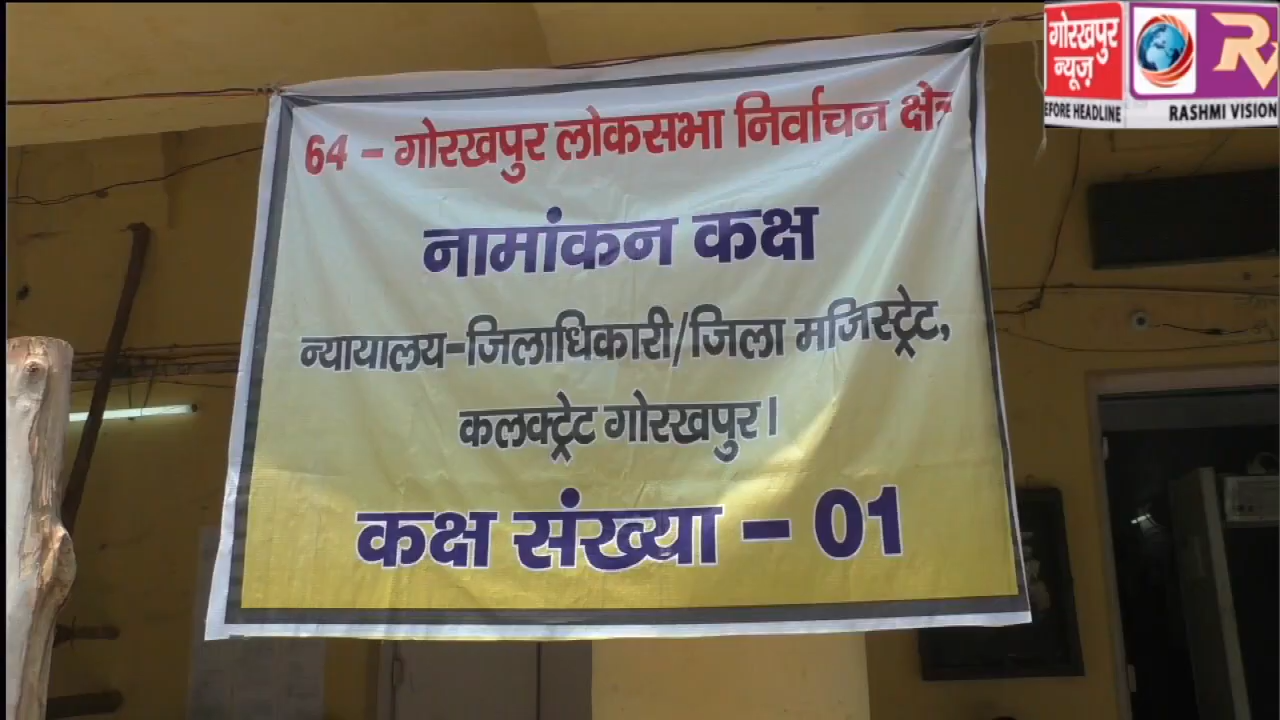 64 - गोरखपुर लोकसभा निर्वाचन क्षेत्र
नामांकन कक्ष
न्यायालय-जिलाधिकारी/जिला मजिस्ट्रेट,
कलक्ट्रेट गोरखपुर।
कक्ष संख्या - 01
गोरखपुर
न्यूज़
EFORE HEADLINE
RASHMI VISION